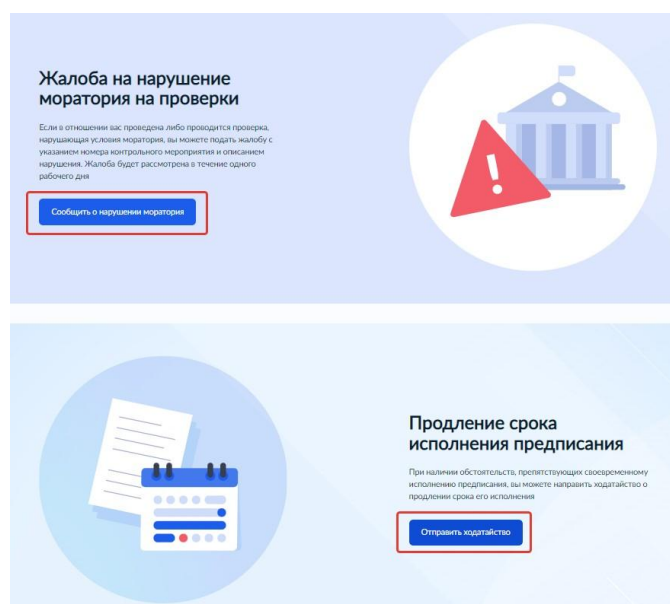 Жалоба на нарушение
моратория на проверки
Если в отношении вас проведена либо проводится проверка,
нарушающая условия моратория, вы можете подать жалобу с
указанием номера контрольного мероприятия и описанием
нарушения. Жалоба будет рассмотрена в течение одного
рабочего дня
Сообщить о нарушении моратория
Продление срока
исполнения предписания
При наличии обстоятельств, препятствующих своевременному
исполнению предписания, вы можете направить ходатайство о
продлении срока его исполнения
Отправить ходатайство